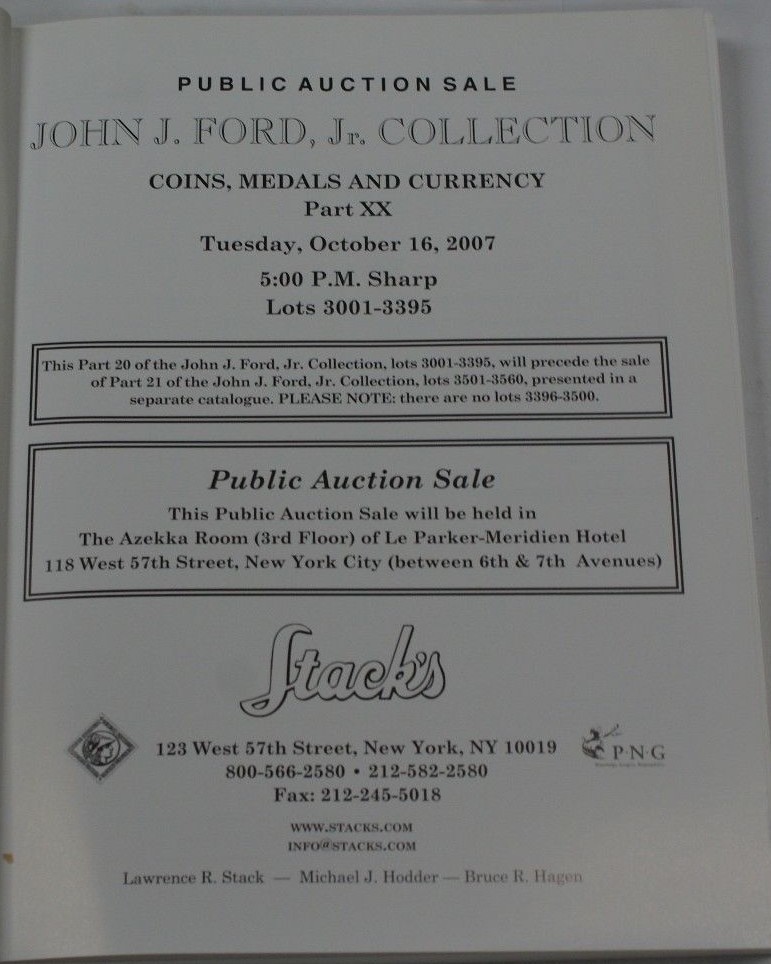 PUBLIC AUCTION SALE
JOHN J. FORD, Jr. COLLECTION
COINS, MEDALS AND CURRENCY
Part XX
Tuesday, October 16, 2007
5:00 P.M. Sharp
Lots 3001-3395
This Part 20 of the John J. Ford, Jr. Collection, lots 3001-3395, will precede the sale
of Part 21 of the John J. Ford, Jr. Collection, lots 3501-3560, presented in a
separate catalogue. PLEASE NOTE: there are no lots 3396-3500.
Public Auction Sale
This Public Auction Sale will be held in
The Azekka Room (3rd Floor) of Le Parker-Meridien Hotel
118 West 57th Street, New York City (between 6th & 7th Avenues)
Stack's
123 West 57th Street, New York, NY 10019
P·N·G
800-566-2580 • 212-582-2580
Fax: 212-245-5018
WWW.STACKS.COM
INFO@STACKS.COM
Lawrence R. Stack — Michael J. Hodder — Bruce R. Hagen